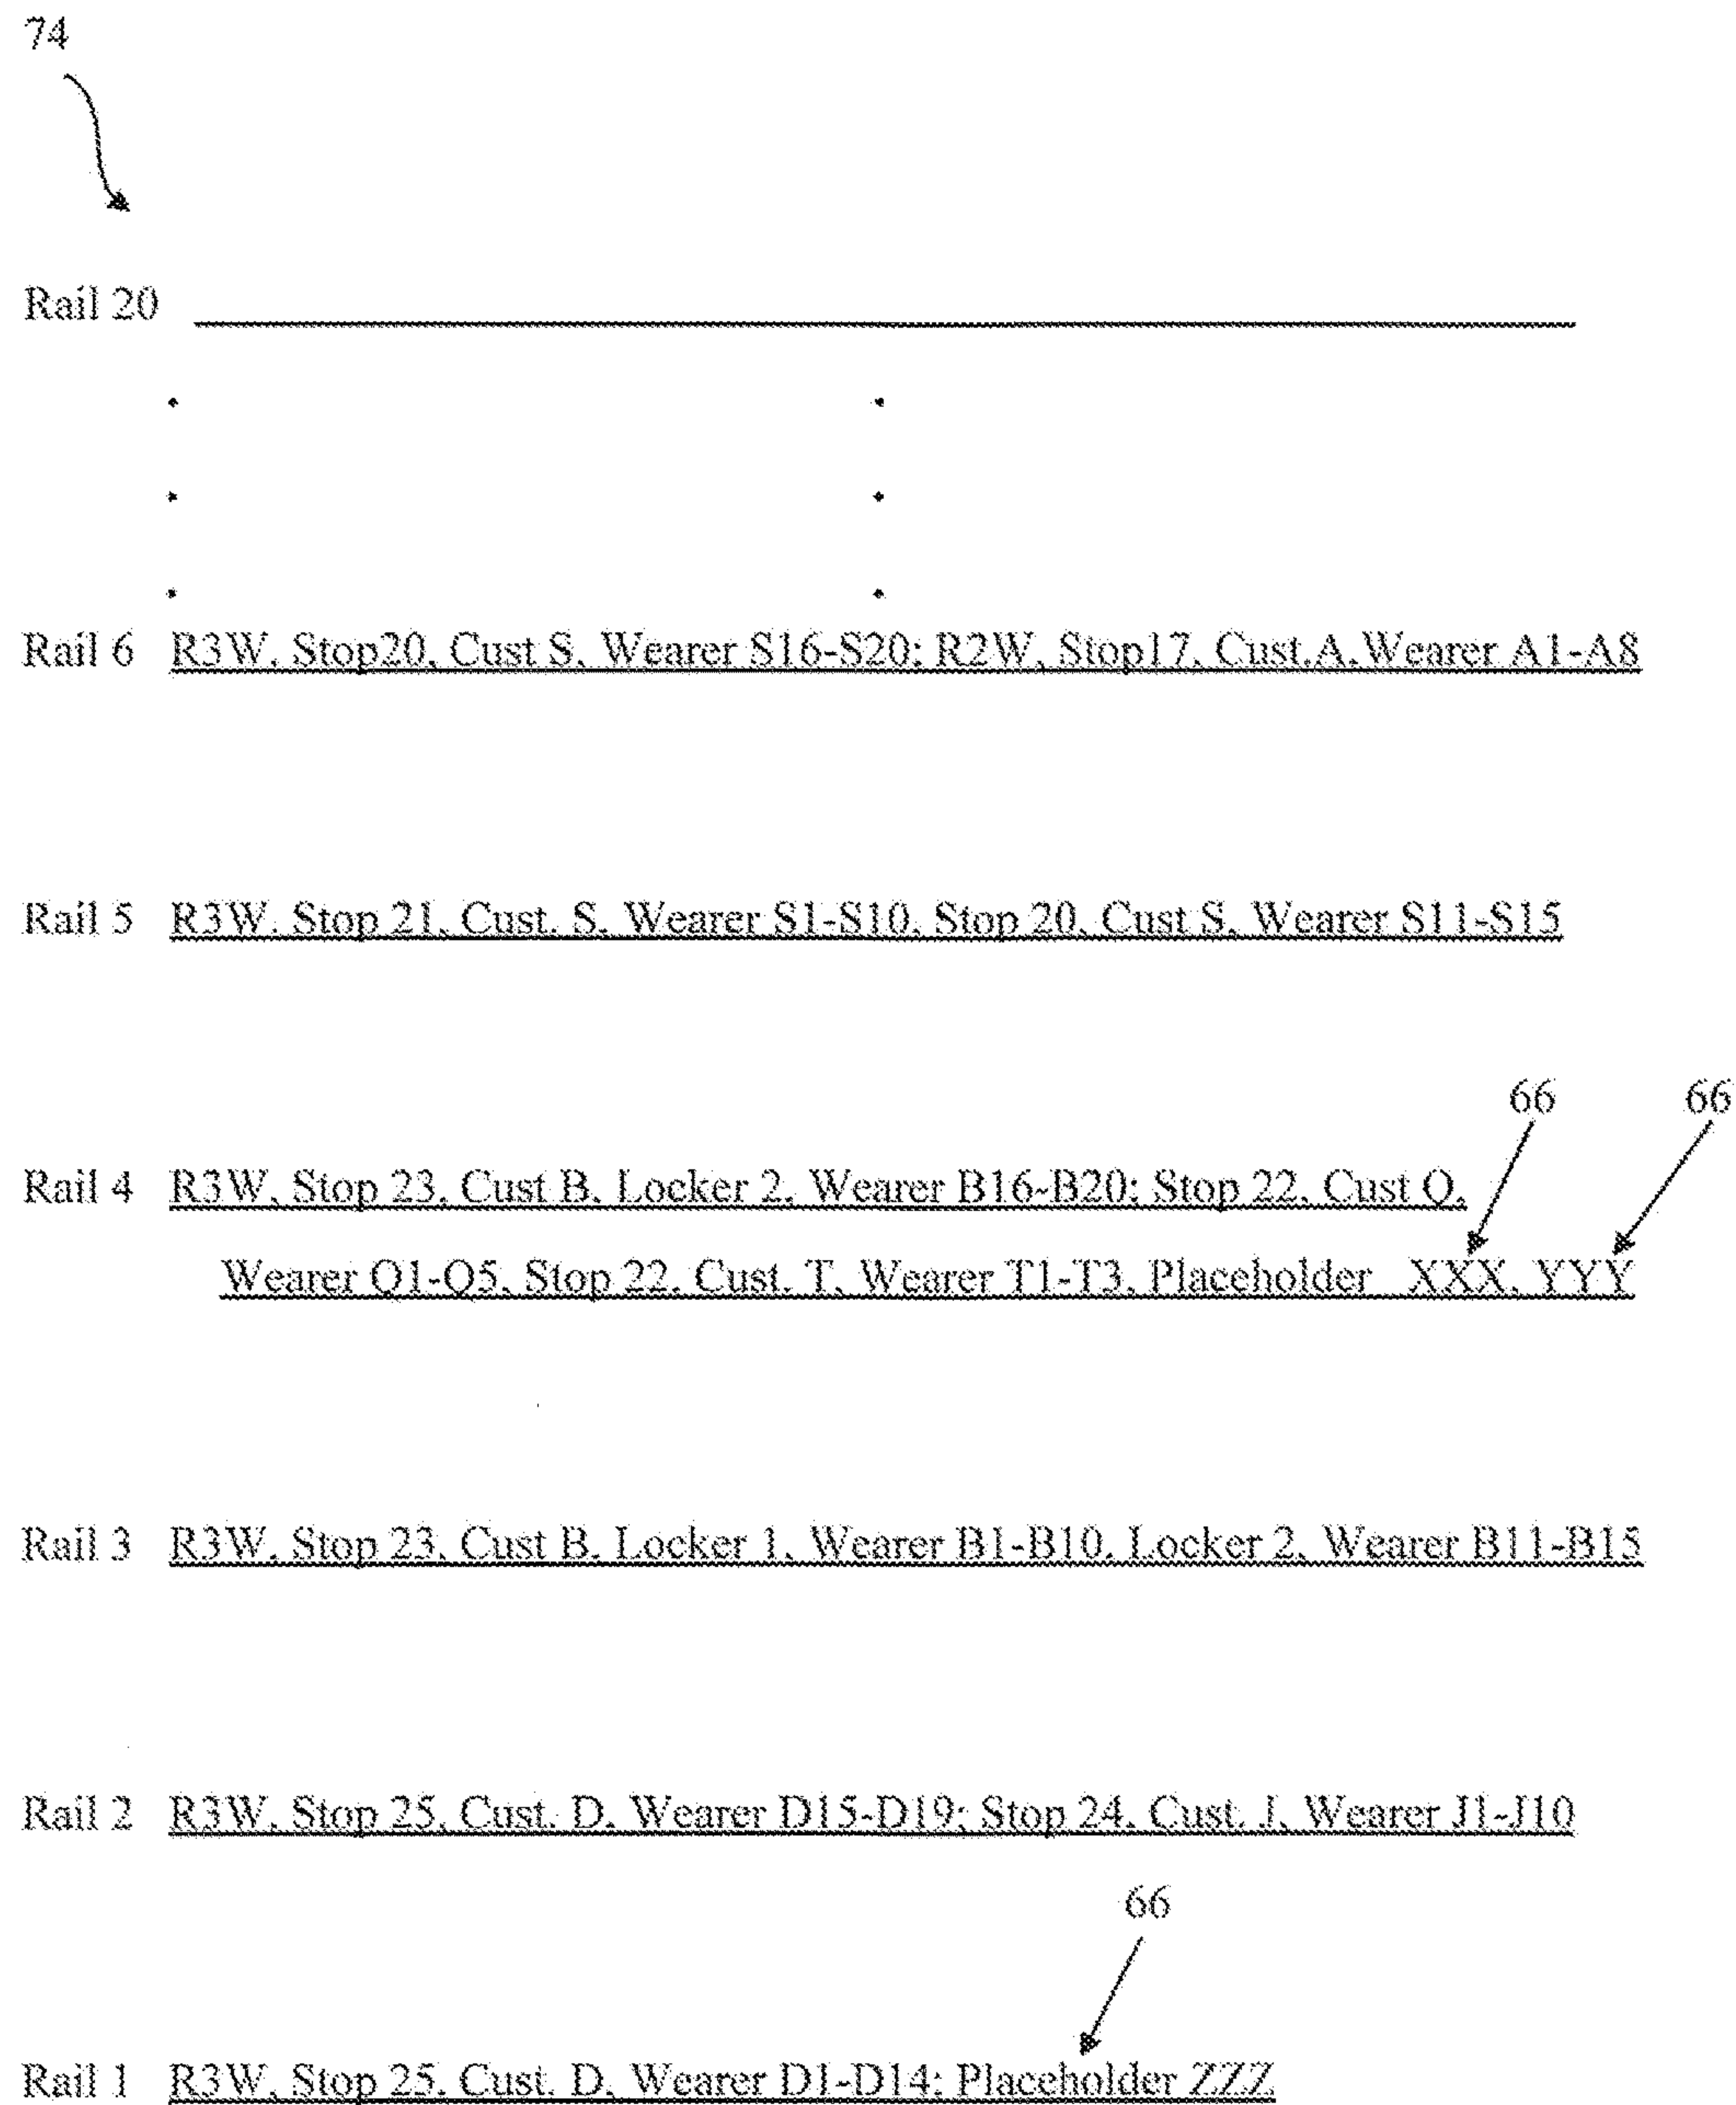 74
Rail 20
Rail 6 R3W, Stop20, Cust S, Wearer S16-S20; R2W, Stop17, Cust.A,Wearer A1-A8
Rail 5 R3W, Stop 21, Cust. S, Wearer S1-S10, Stop 20, Cust S, Wearer S11-S15
66 66
Rail 4 R3W, Stop 23, Cust B, Locker 2, Wearer B16-B20; Stop 22, Cust Q,
Wearer Q1-Q5, Stop 22, Cust. T, Wearer T1-T3, Placeholder XXX, YYY
Rail 3 R3W, Stop 23, Cust B, Locker 1, Wearer B1-B10, Locker 2, Wearer B11-B15
Rail 2 R3W, Stop 25, Cust. D, Wearer D15-D19; Stop 24, Cust. J, Wearer J1-J10
66
Rail 1 R3W, Stop 25, Cust. D, Wearer D1-D14; Placeholder ZZZ